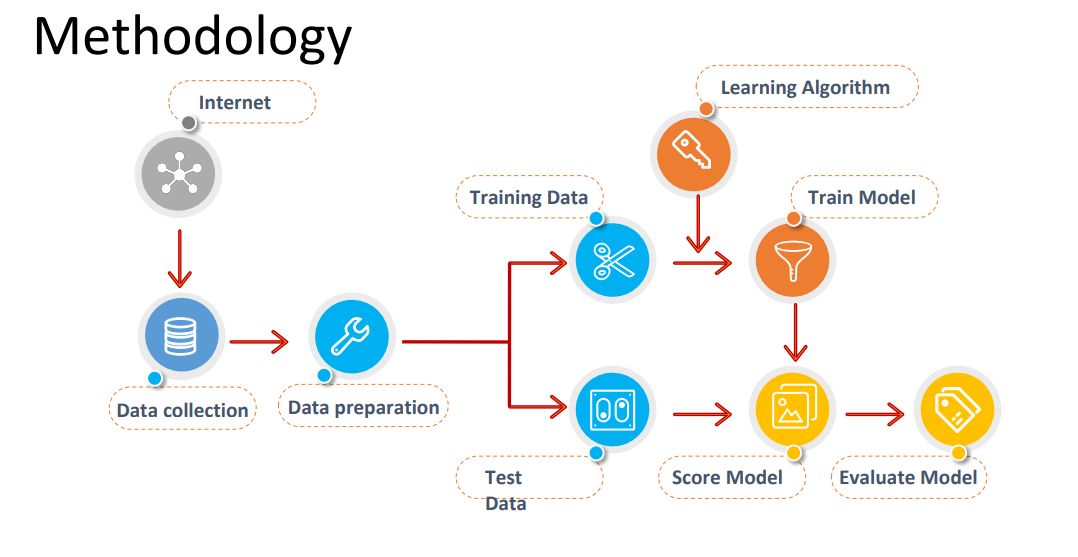 Methodology
Internet
Learning Algorithm
Training Data
Train Model
Data collection
Data preparation
Test
Data
Score Model
Evaluate Model